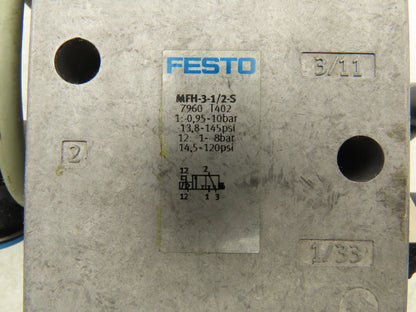 FESTO
3/11
MFH-3-1/2-S
7960 T402
1:-0,95-10bar
13,8-145psi
12: 1- 8bar
14,5-120psi
2
12 2
12 1 3
1/33